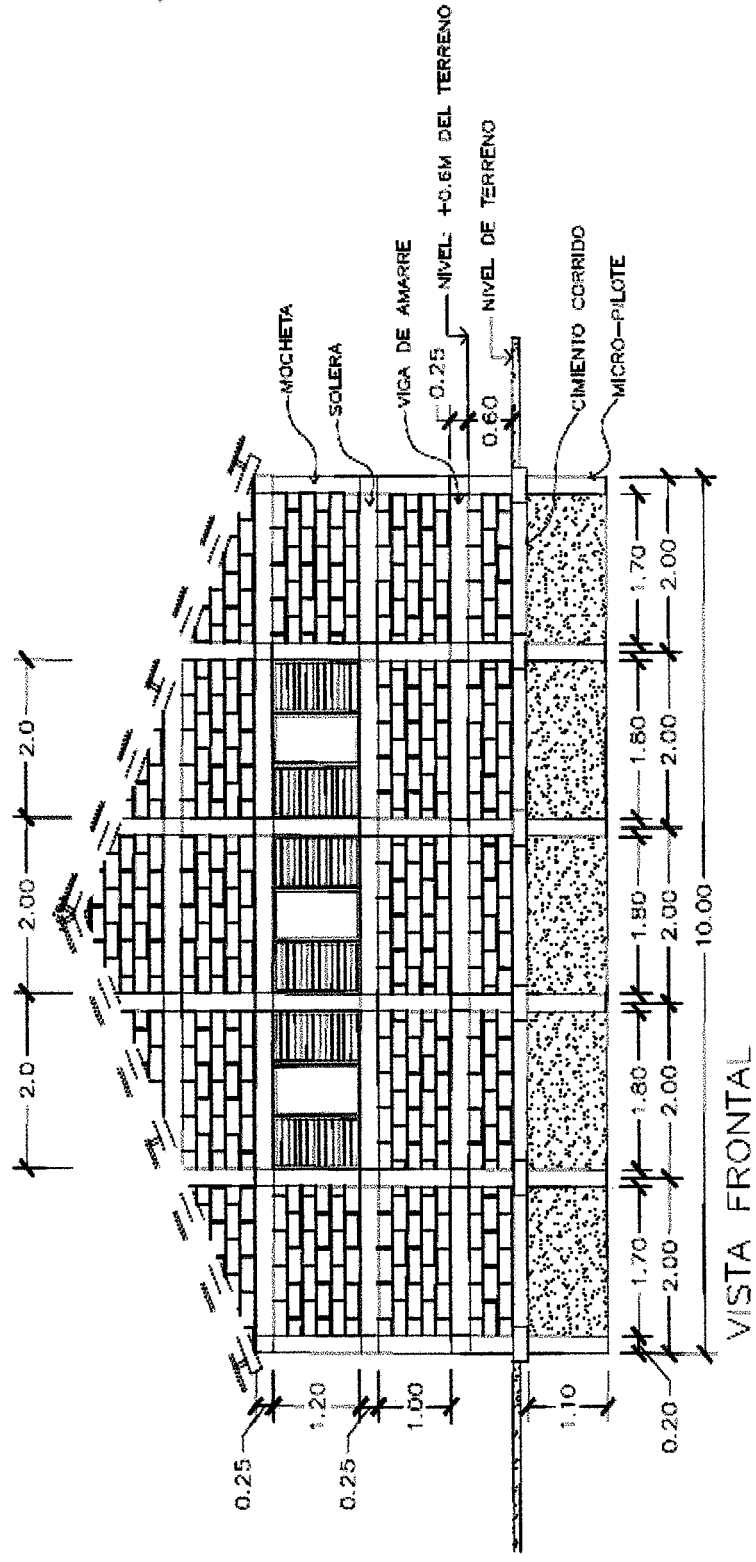 2.0
2.00
2.0
MOCHETA
SOLERA
VIGA DE AMARRE
0.25
NIVEL: +0.6M DEL TERRENO
0.60
NIVEL DE TERRENO
CIMIENTO CORRIDO
MICRO-PILOTE
0.25
1.20
0.25
1.00
1.10
0.20
1.70
1.80
1.80
1.80
1.70
2.00
2.00
2.00
2.00
2.00
10.00
VISTA FRONTAL